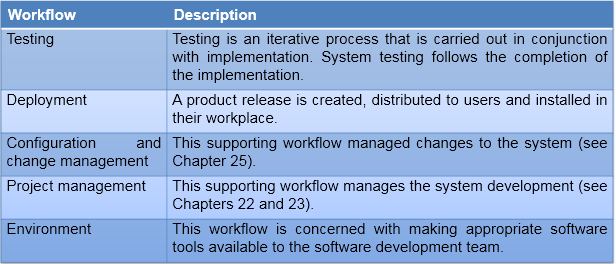 Workflow Description
Testing Testing is an iterative process that is carried out in conjunction
with implementation. System testing follows the completion of
the implementation.
Deployment A product release is created, distributed to users and installed in
their workplace.
Configuration and This supporting workflow managed changes to the system (see
change management Chapter 25).
Project management This supporting workflow manages the system development (see
Chapters 22 and 23).
Environment This workflow is concerned with making appropriate software
tools available to the software development team.